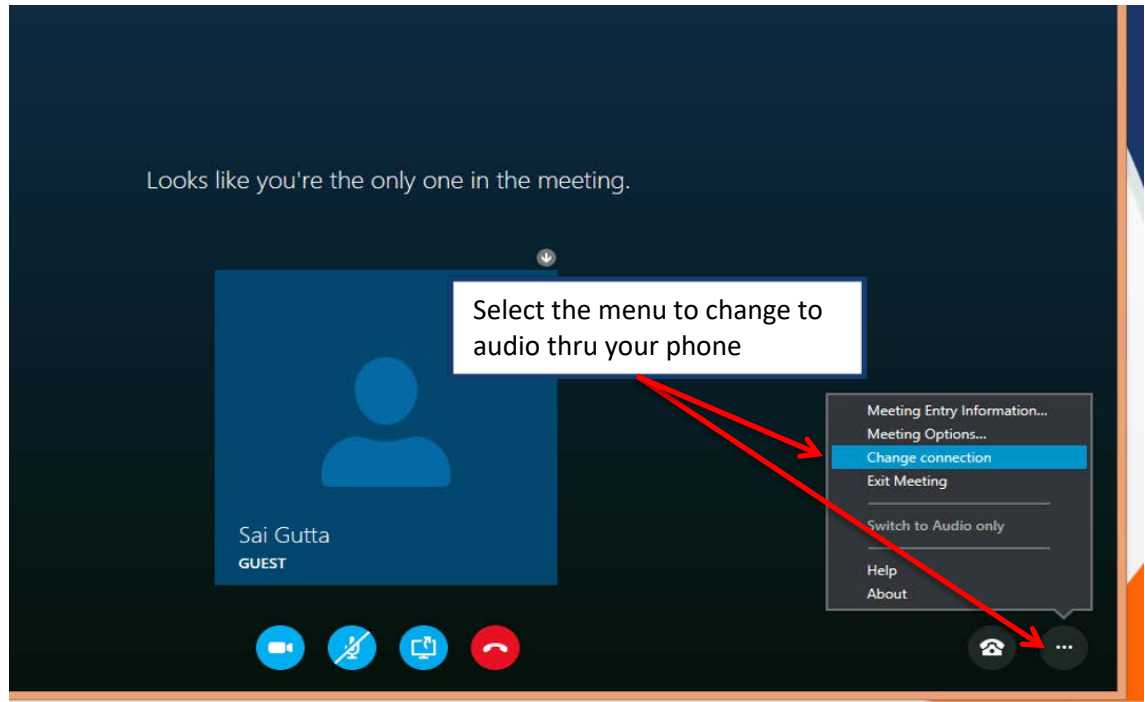 Looks like you're the only one in the meeting.
Select the menu to change to
audio thru your phone
Meeting Entry Information...
Meeting Options...
Change connection
Exit Meeting
Switch to Audio only
Help
About
Sai Gutta
GUEST